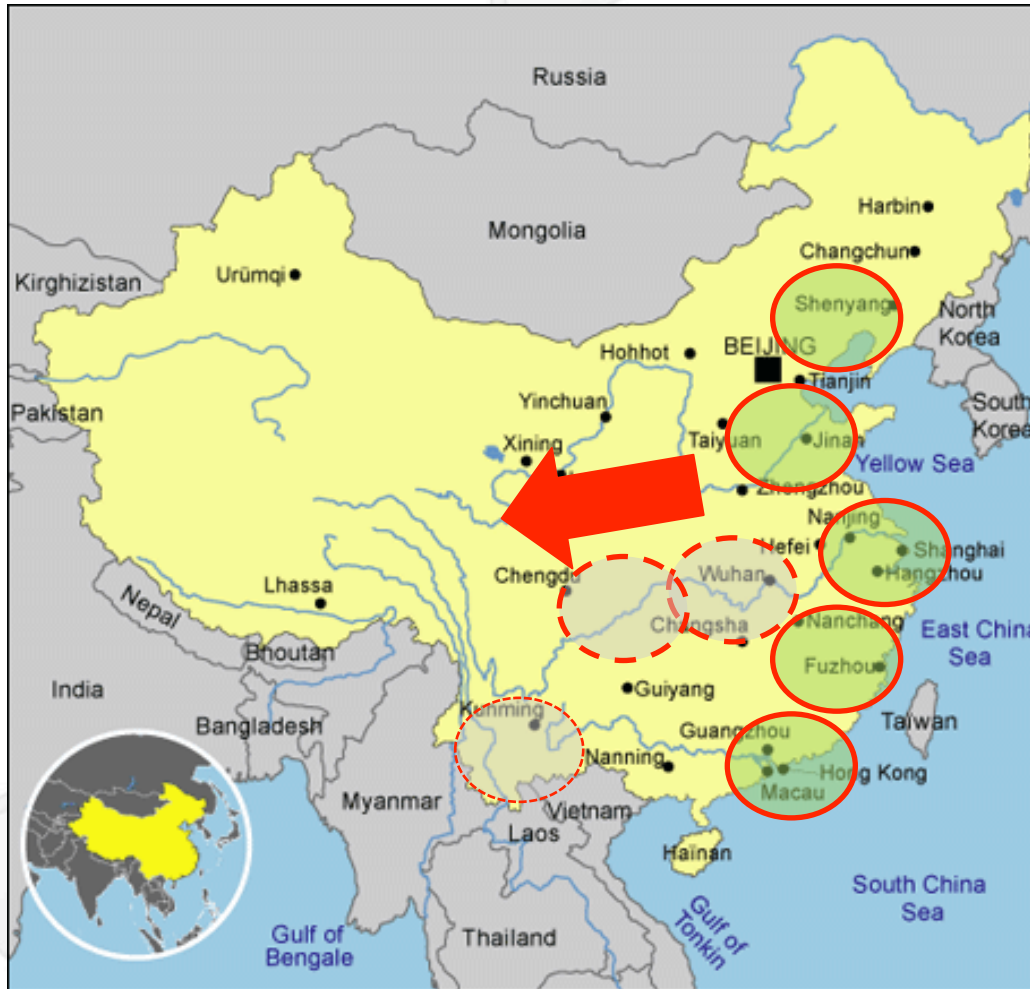 Russia
Harbin
Mongolia
Changchun
Urümqi
Kirghizistan
Shenyang
North
Korea
BEIJING
Hohhot
Tianjin
Pakistan
Yinchuan
South
Korea
Xining
Taiyuan
Jinan
Yellow Sea
Zhengzhou
Nanjing
Hefei
Shanghai
Chengdu
Wuhan
Hangzhou
Lhassa
Nepal
Changsha
Nanchang
East China
Sea
Bhoutan
Fuzhou
India
Guiyang
Kunming
Bangladesh
Taïwan
Guangzhou
Nanning
Hong Kong
Macau
Myanmar
Vietnam
Laos
Haïnan
South China
Sea
Gulf of
Tonkin
Gulf of
Bengale
Thailand